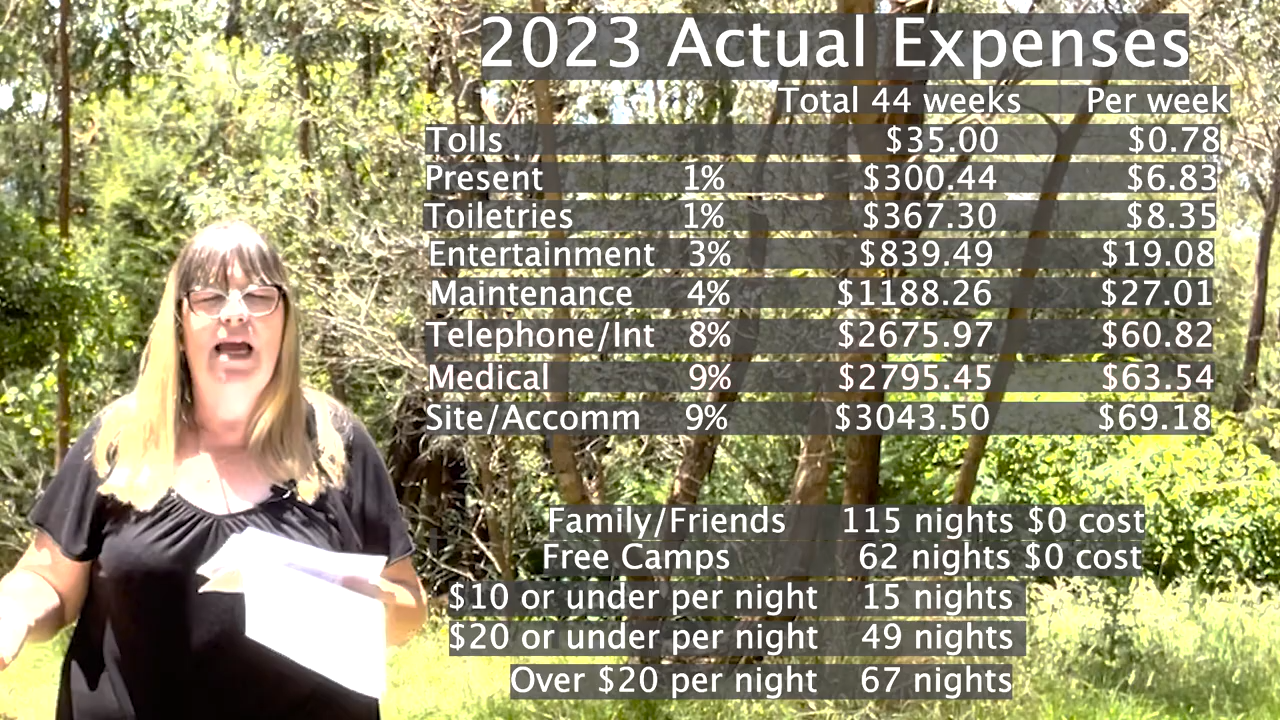 2023 Actual Expenses
Total 44 weeks Per week
Tolls $35.00 $0.78
Present 1% $300.44 $6.83
Toiletries 1% $367.30 $8.35
Entertainment 3% $839.49 $19.08
Maintenance 4% $1188.26 $27.01
Telephone/Int 8% $2675.97 $60.82
Medical 9% $2795.45 $63.54
Site/Accomm 9% $3043.50 $69.18
Family/Friends 115 nights $0 cost
Free Camps 62 nights $0 cost
$10 or under per night 15 nights
$20 or under per night 49 nights
Over $20 per night 67 nights